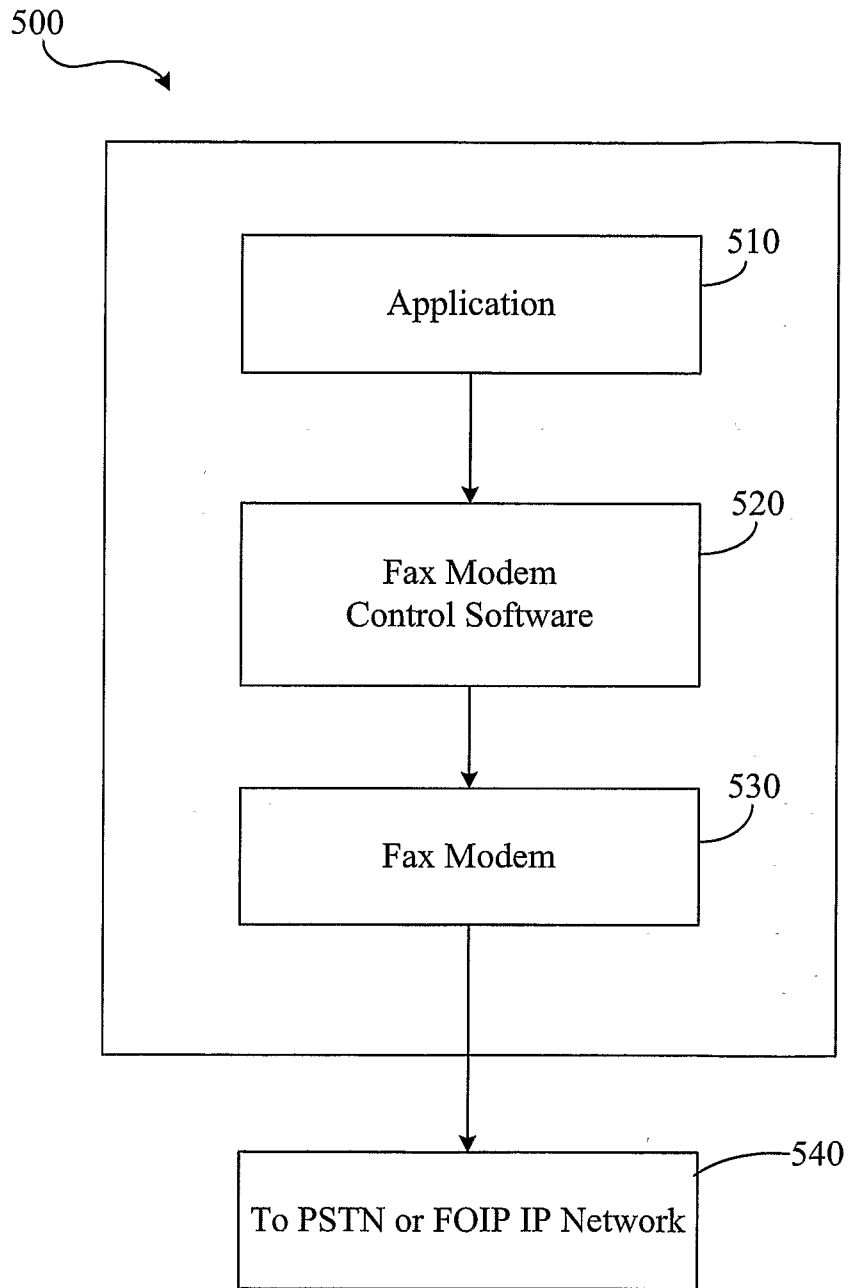 500
510
Application
520
Fax Modem
Control Software
530
Fax Modem
540
To PSTN or FOIP IP Network